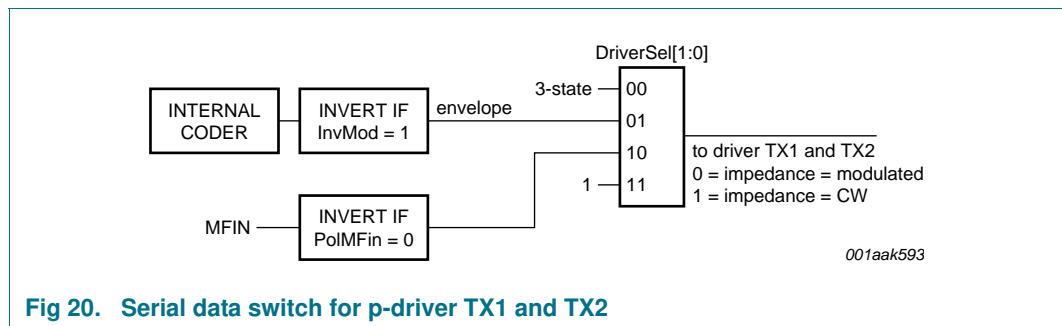 DriverSel[1:0]
3-state
00
INTERNAL
CODER
INVERT IF
InvMod = 1
envelope
01
10
to driver TX1 and TX2
0 = impedance = modulated
1 = impedance = CW
1
11
MFIN
INVERT IF
PolMFin = 0
001aak593
Fig 20. Serial data switch for p-driver TX1 and TX2